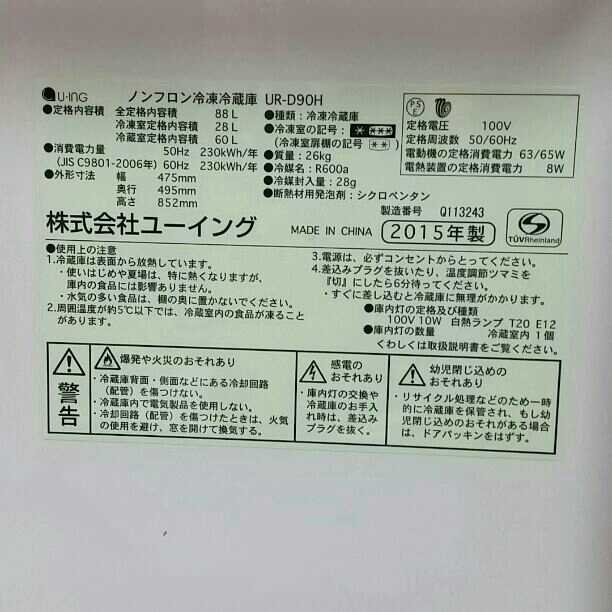 U-ING ノンフロン冷凍冷蔵庫 UR-D90H
●定格内容積 全定格内容積 88 L
冷凍室定格内容積 28 L
冷蔵室定格内容積 60 L
●消費電力量 50Hz 230kWh/年
(JIS C9801-2006年) 60Hz 230kWh/年
●外形寸法 幅 475mm
奥行 495mm
高さ 852mm
●種類：冷凍冷蔵庫
●冷凍室の記号：* ***
(冷凍室扉棚の記号 **)
●質量：26kg
●冷媒名：R600a
●冷媒封入量：28g
●断熱材用発泡剤：シクロペンタン
PS
E
定格電圧 100V
定格周波数 50/60Hz
電動機の定格消費電力 63/65W
電熱装置の定格消費電力 8W
製造番号 Q113243
株式会社ユーイング MADE IN CHINA 2015年製
TÜVRheinland
●使用上の注意
1.冷蔵庫は表面から放熱しています。
・使いはじめや夏場は、特に熱くなりますが、
庫内の食品には影響ありません。
・水気の多い食品は、棚の奥に置かないでください。
2.周囲温度が約5℃以下では、冷蔵室の食品が凍ること
があります。
3.電源は、必ずコンセントからとってください。
4.差込みプラグを抜いたり、温度調節ツマミを
『切』にしたら6分待ってください。
・すぐに差し込むと冷蔵庫に無理がかかります。
●庫内灯の定格及び種類
100V 10W 白熱ランプ T20 E12
●庫内灯の数量 冷蔵室内 1個
くわしくは取扱説明書をご覧ください。
警告
爆発や火災のおそれあり
・冷蔵庫背面・側面などにある冷却回路
(配管) を傷つけない。
・冷蔵庫内で電気製品を使用しない。
・冷却回路 (配管) を傷つけたときは、火気
の使用を避け、窓を開けて換気する。
感電の
おそれあり
・庫内灯の交換や
冷蔵庫のお手入
れ時は、差込み
プラグを抜く。
幼児閉じ込めの
おそれあり
・リサイクル処理などのため一時
的に冷蔵庫を保管され、もし幼
児閉じ込めのおそれがある場合
は、ドアパッキンをはずす。